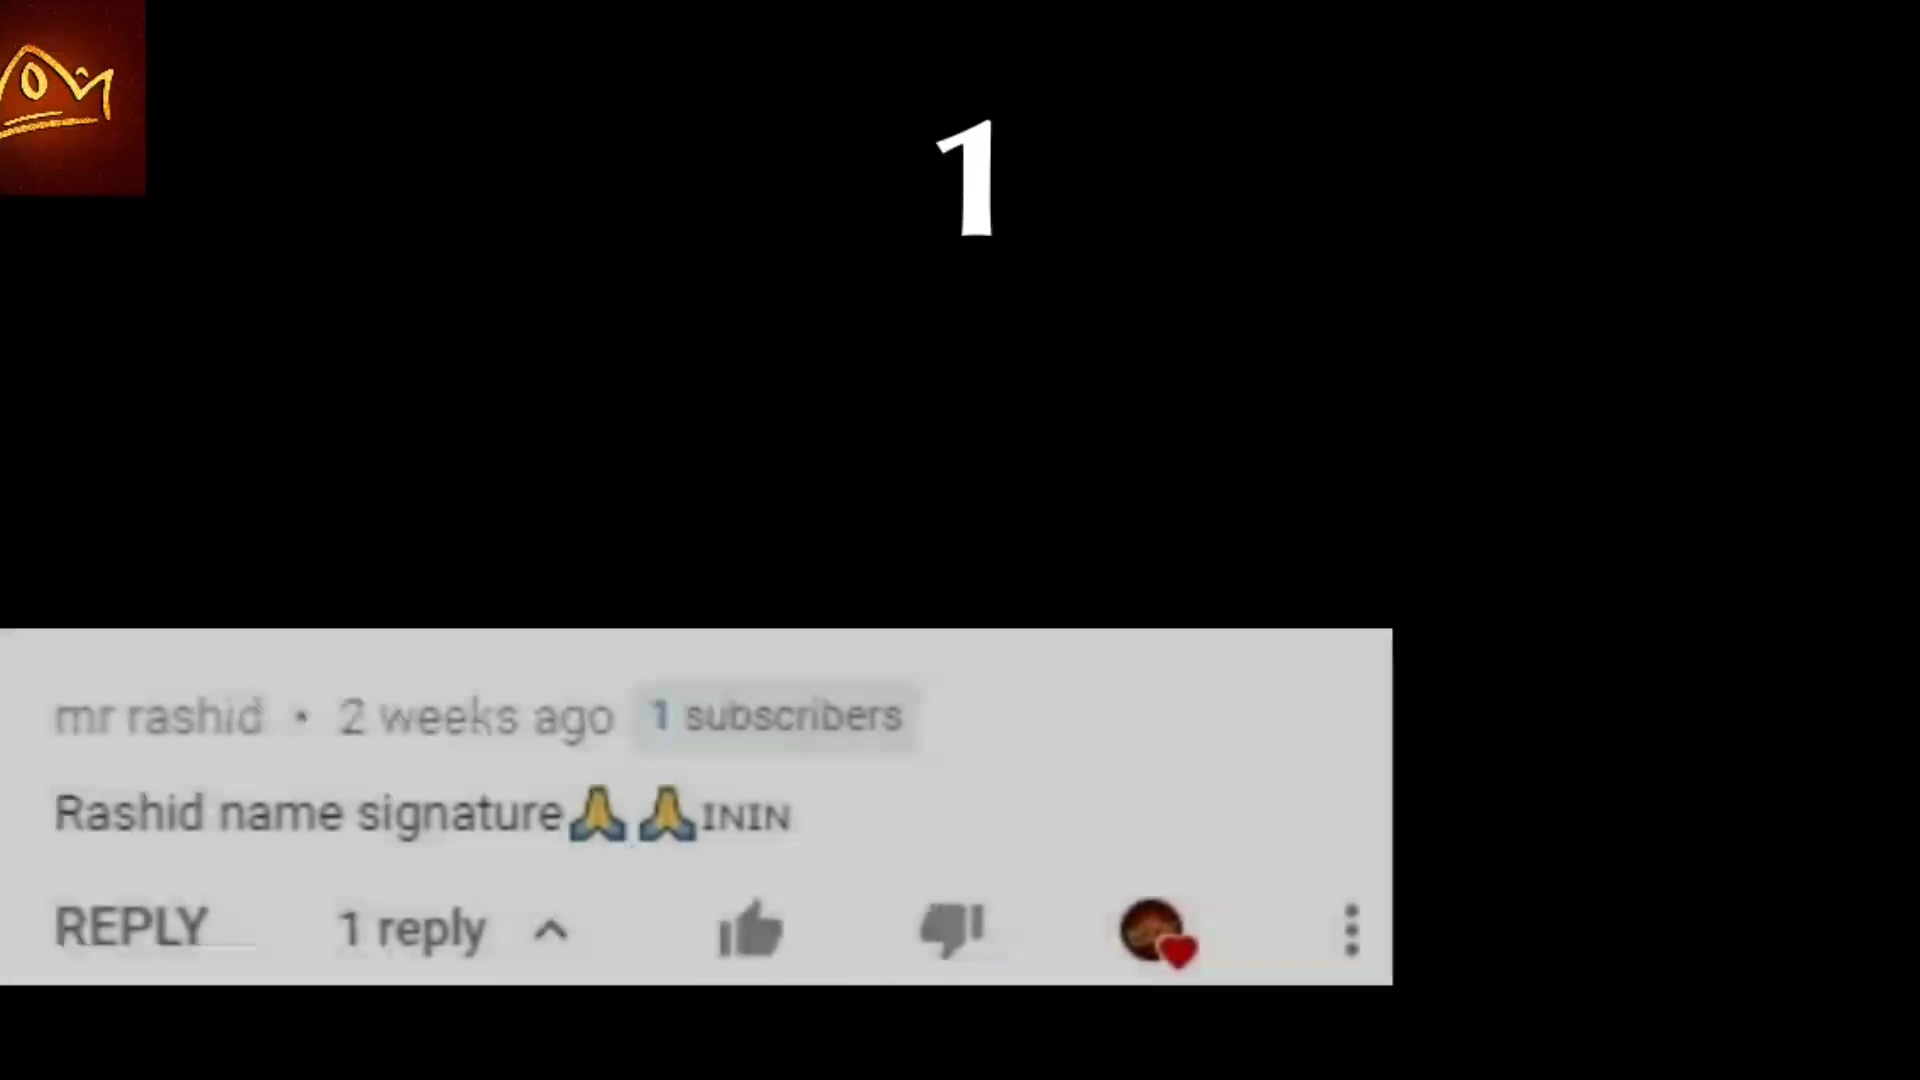 1
mr rashid • 2 weeks ago 1 subscribers
Rashid name signature🙏🙏ININ
REPLY 1 reply